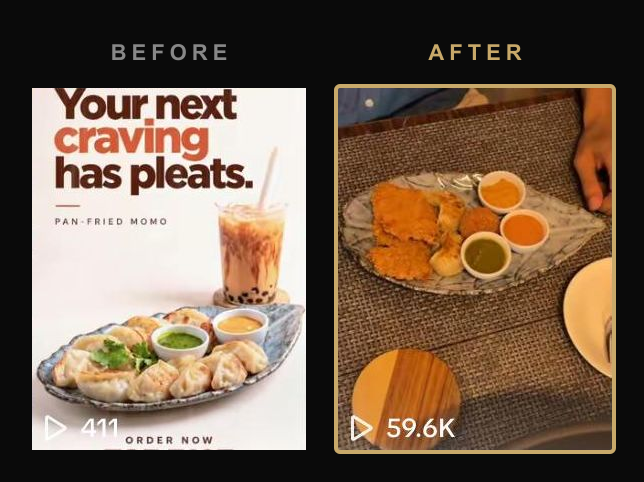 BEFORE
AFTER
Your next
craving
has pleats.
PAN-FRIED MOMO
411
ORDER NOW
59.6K